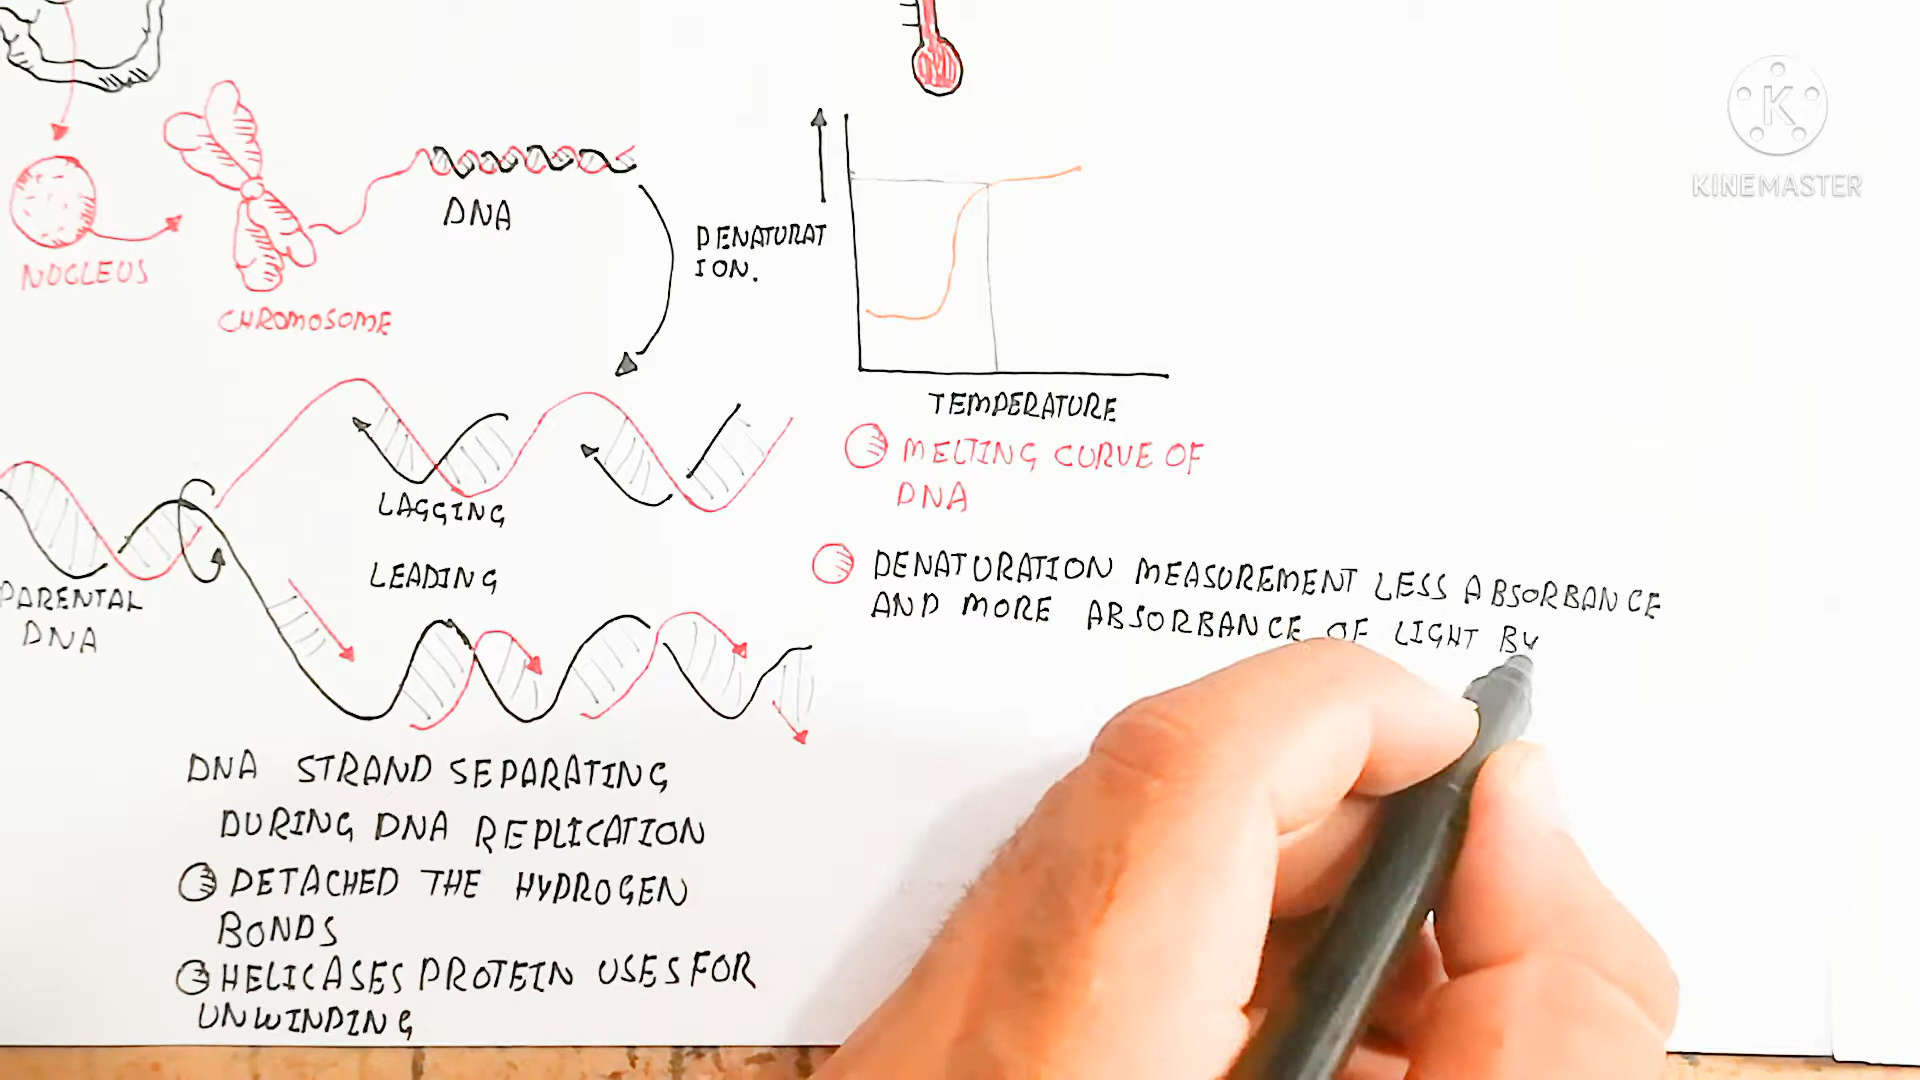 K
KINEMASTER
DNA
DENATURAT
ION.
NUCLEUS
CHROMOSOME
TEMPERATURE
MELTING CURVE OF
DNA
LAGGING
LEADING
PARENTAL
DNA
DENATURATION MEASUREMENT LESS ABSORBANCE
AND MORE ABSORBANCE OF LIGHT BY
DNA STRAND SEPARATING
DURING DNA REPLICATION
DETACHED THE HYDROGEN
BONDS
HELICASES PROTEIN USES FOR
UNWINDING